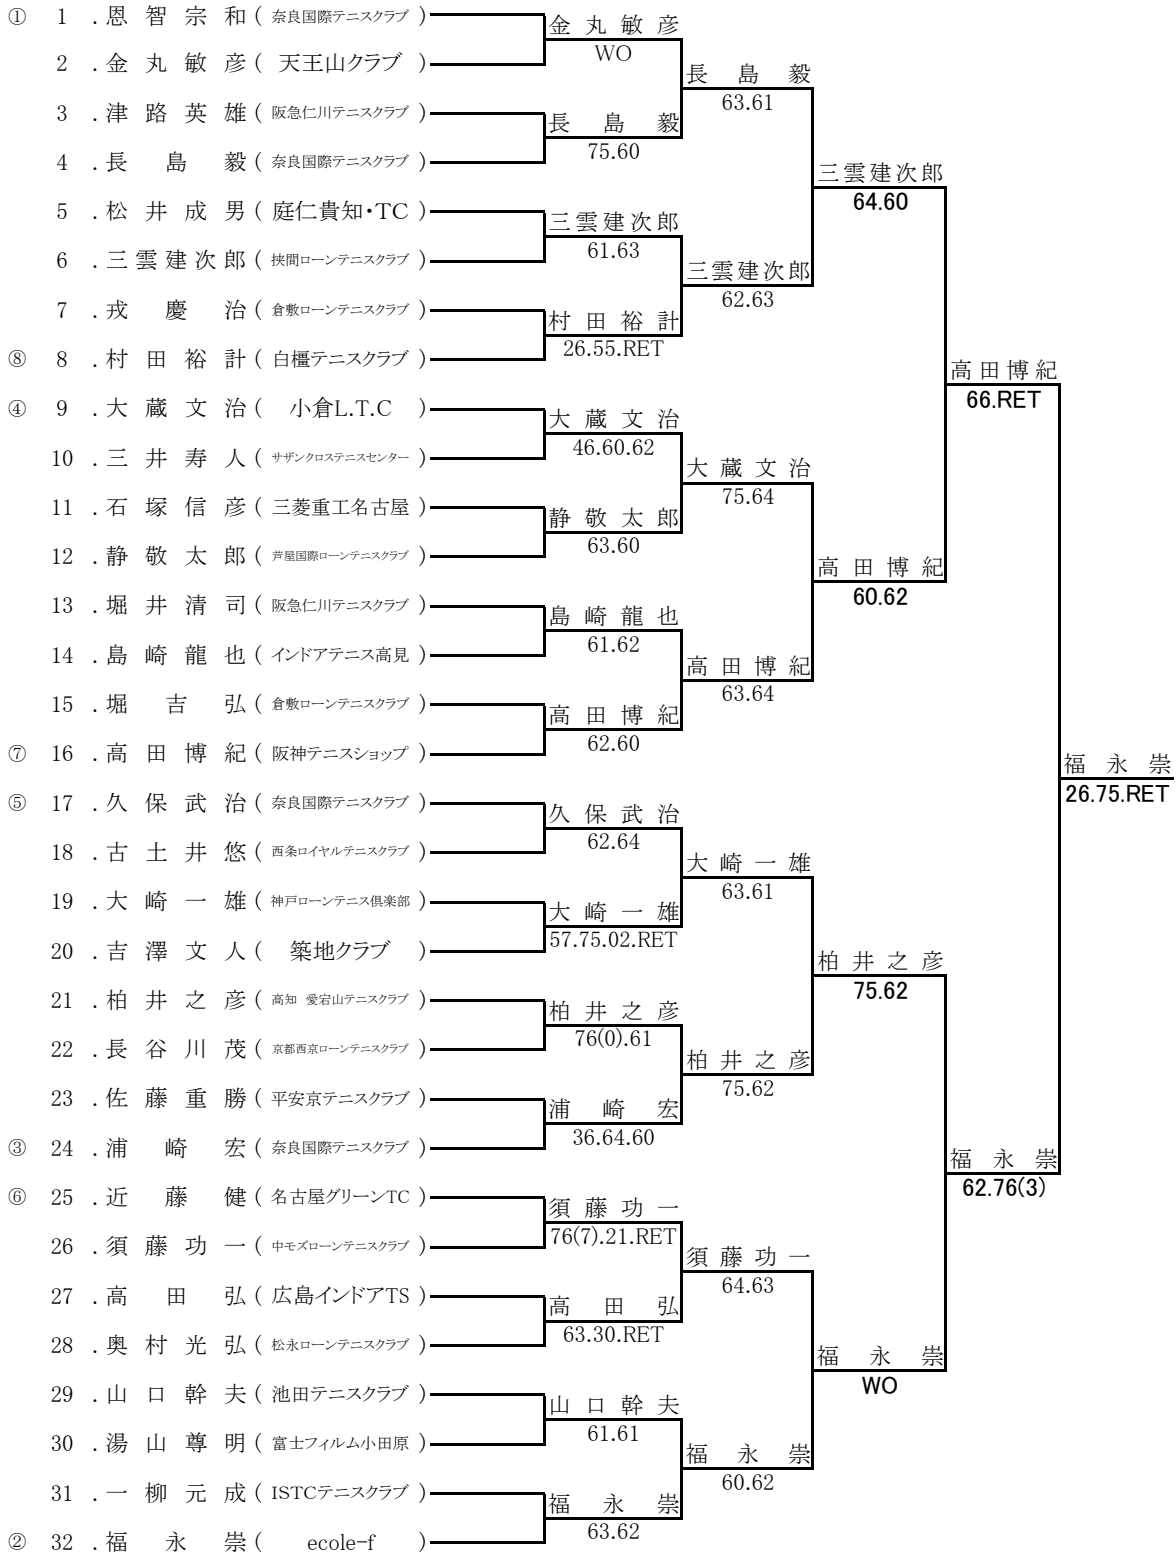 ① 1 .恩智宗和( 奈良国際テニスクラブ )
2 .金丸敏彦( 天王山クラブ )
3 .津路英雄( 阪急仁川テニスクラブ )
4 .長島毅( 奈良国際テニスクラブ )
5 .松井成男( 庭仁貴知・TC )
6 .三雲建次郎( 挾間ローンテニスクラブ )
7 .戎慶治( 倉敷ローンテニスクラブ )
⑧ 8 .村田裕計( 白橿テニスクラブ )
④ 9 .大蔵文治( 小倉L.T.C )
10 .三井寿人( サザンクロステニスセンター )
11 .石塚信彦( 三菱重工名古屋 )
12 .静敬太郎( 芦屋国際ローンテニスクラブ )
13 .堀井清司( 阪急仁川テニスクラブ )
14 .島崎龍也( インドアテニス高見 )
15 .堀吉弘( 倉敷ローンテニスクラブ )
⑦ 16 .高田博紀( 阪神テニスショップ )
⑤ 17 .久保武治( 奈良国際テニスクラブ )
18 .古土井悠( 西条ロイヤルテニスクラブ )
19 .大崎一雄( 神戸ローンテニス倶楽部 )
20 .吉澤文人( 築地クラブ )
21 .柏井之彦( 高知 愛宕山テニスクラブ )
22 .長谷川茂( 京都西京ローンテニスクラブ )
23 .佐藤重勝( 平安京テニスクラブ )
③ 24 .浦崎宏( 奈良国際テニスクラブ )
⑥ 25 .近藤健( 名古屋グリーンTC )
26 .須藤功一( 中モズローンテニスクラブ )
27 .高田弘( 広島インドアTS )
28 .奥村光弘( 松永ローンテニスクラブ )
29 .山口幹夫( 池田テニスクラブ )
30 .湯山尊明( 富士フィルム小田原 )
31 .一柳元成( ISTCテニスクラブ )
② 32 .福永崇( ecole-f )
金丸敏彦
WO
長島毅
75.60
三雲建次郎
61.63
村田裕計
26.55.RET
大蔵文治
46.60.62
静敬太郎
63.60
島崎龍也
61.62
高田博紀
62.60
久保武治
62.64
大崎一雄
57.75.02.RET
柏井之彦
76(0).61
浦崎宏
36.64.60
須藤功一
76(7).21.RET
高田弘
63.30.RET
山口幹夫
61.61
福永崇
63.62
長島毅
63.61
三雲建次郎
62.63
大蔵文治
75.64
高田博紀
63.64
大崎一雄
63.61
柏井之彦
75.62
須藤功一
64.63
福永崇
60.62
三雲建次郎
64.60
高田博紀
60.62
柏井之彦
75.62
福永崇
WO
高田博紀
66.RET
福永崇
62.76(3)
福永崇
26.75.RET